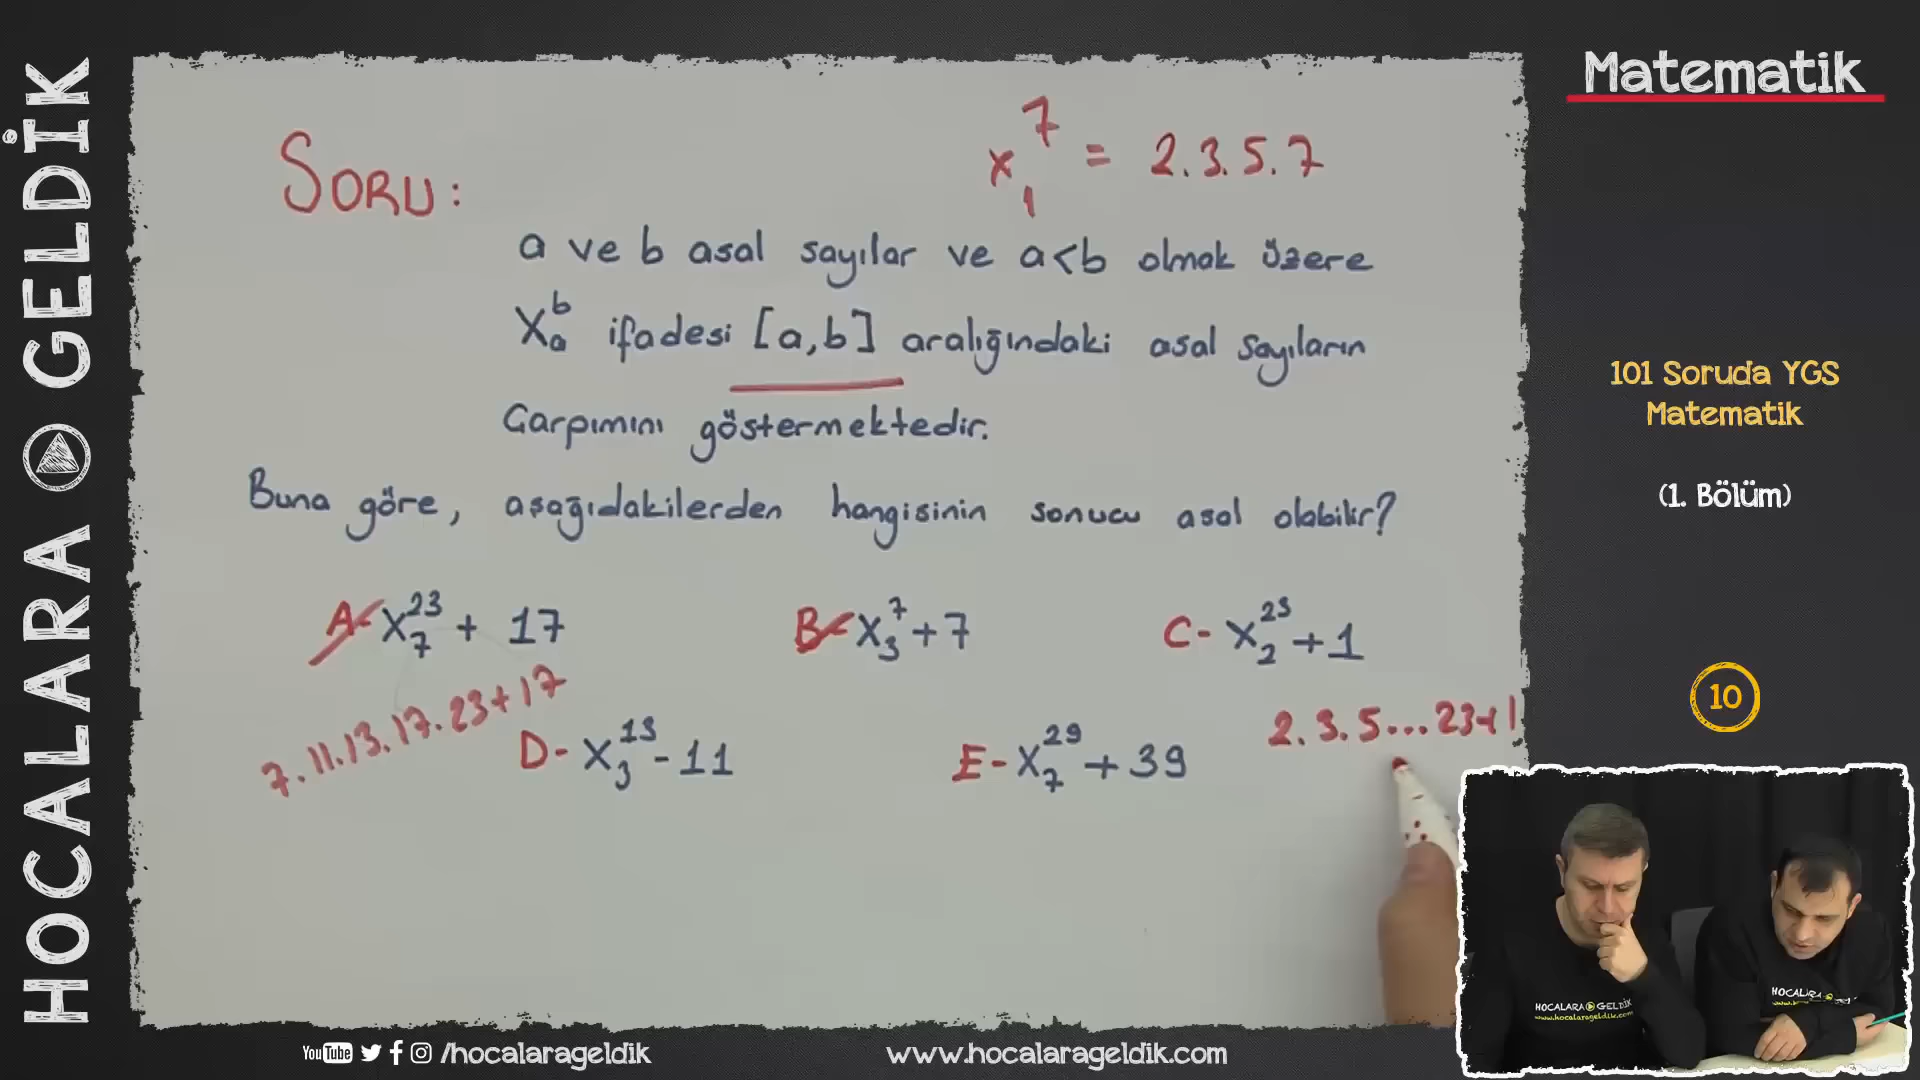 HOCALARA GELDİK
Matematik
x₁⁷ = 2.3.5.7
SORU:
a ve b asal sayılar ve a<b olmak üzere
Xₐᵇ ifadesi [a,b] aralığındaki asal sayıların
Çarpımını göstermektedir.
Buna göre, aşağıdakilerden hangisinin sonucu asal olabilir?
A- X₇²³ + 17
B- X₃⁷ + 7
C- X₂²³ + 1
7.11.13.17.23+17
2.3.5...23+1
D- X₃¹³ - 11
E- X₇²⁹ + 39
101 Soruda YGS
Matematik
(1. Bölüm)
10
HOCALARA GELDİK
www.hocalarageldik.com
HOCALARA GELDİK
You Tube /hocalarageldik
www.hocalarageldik.com